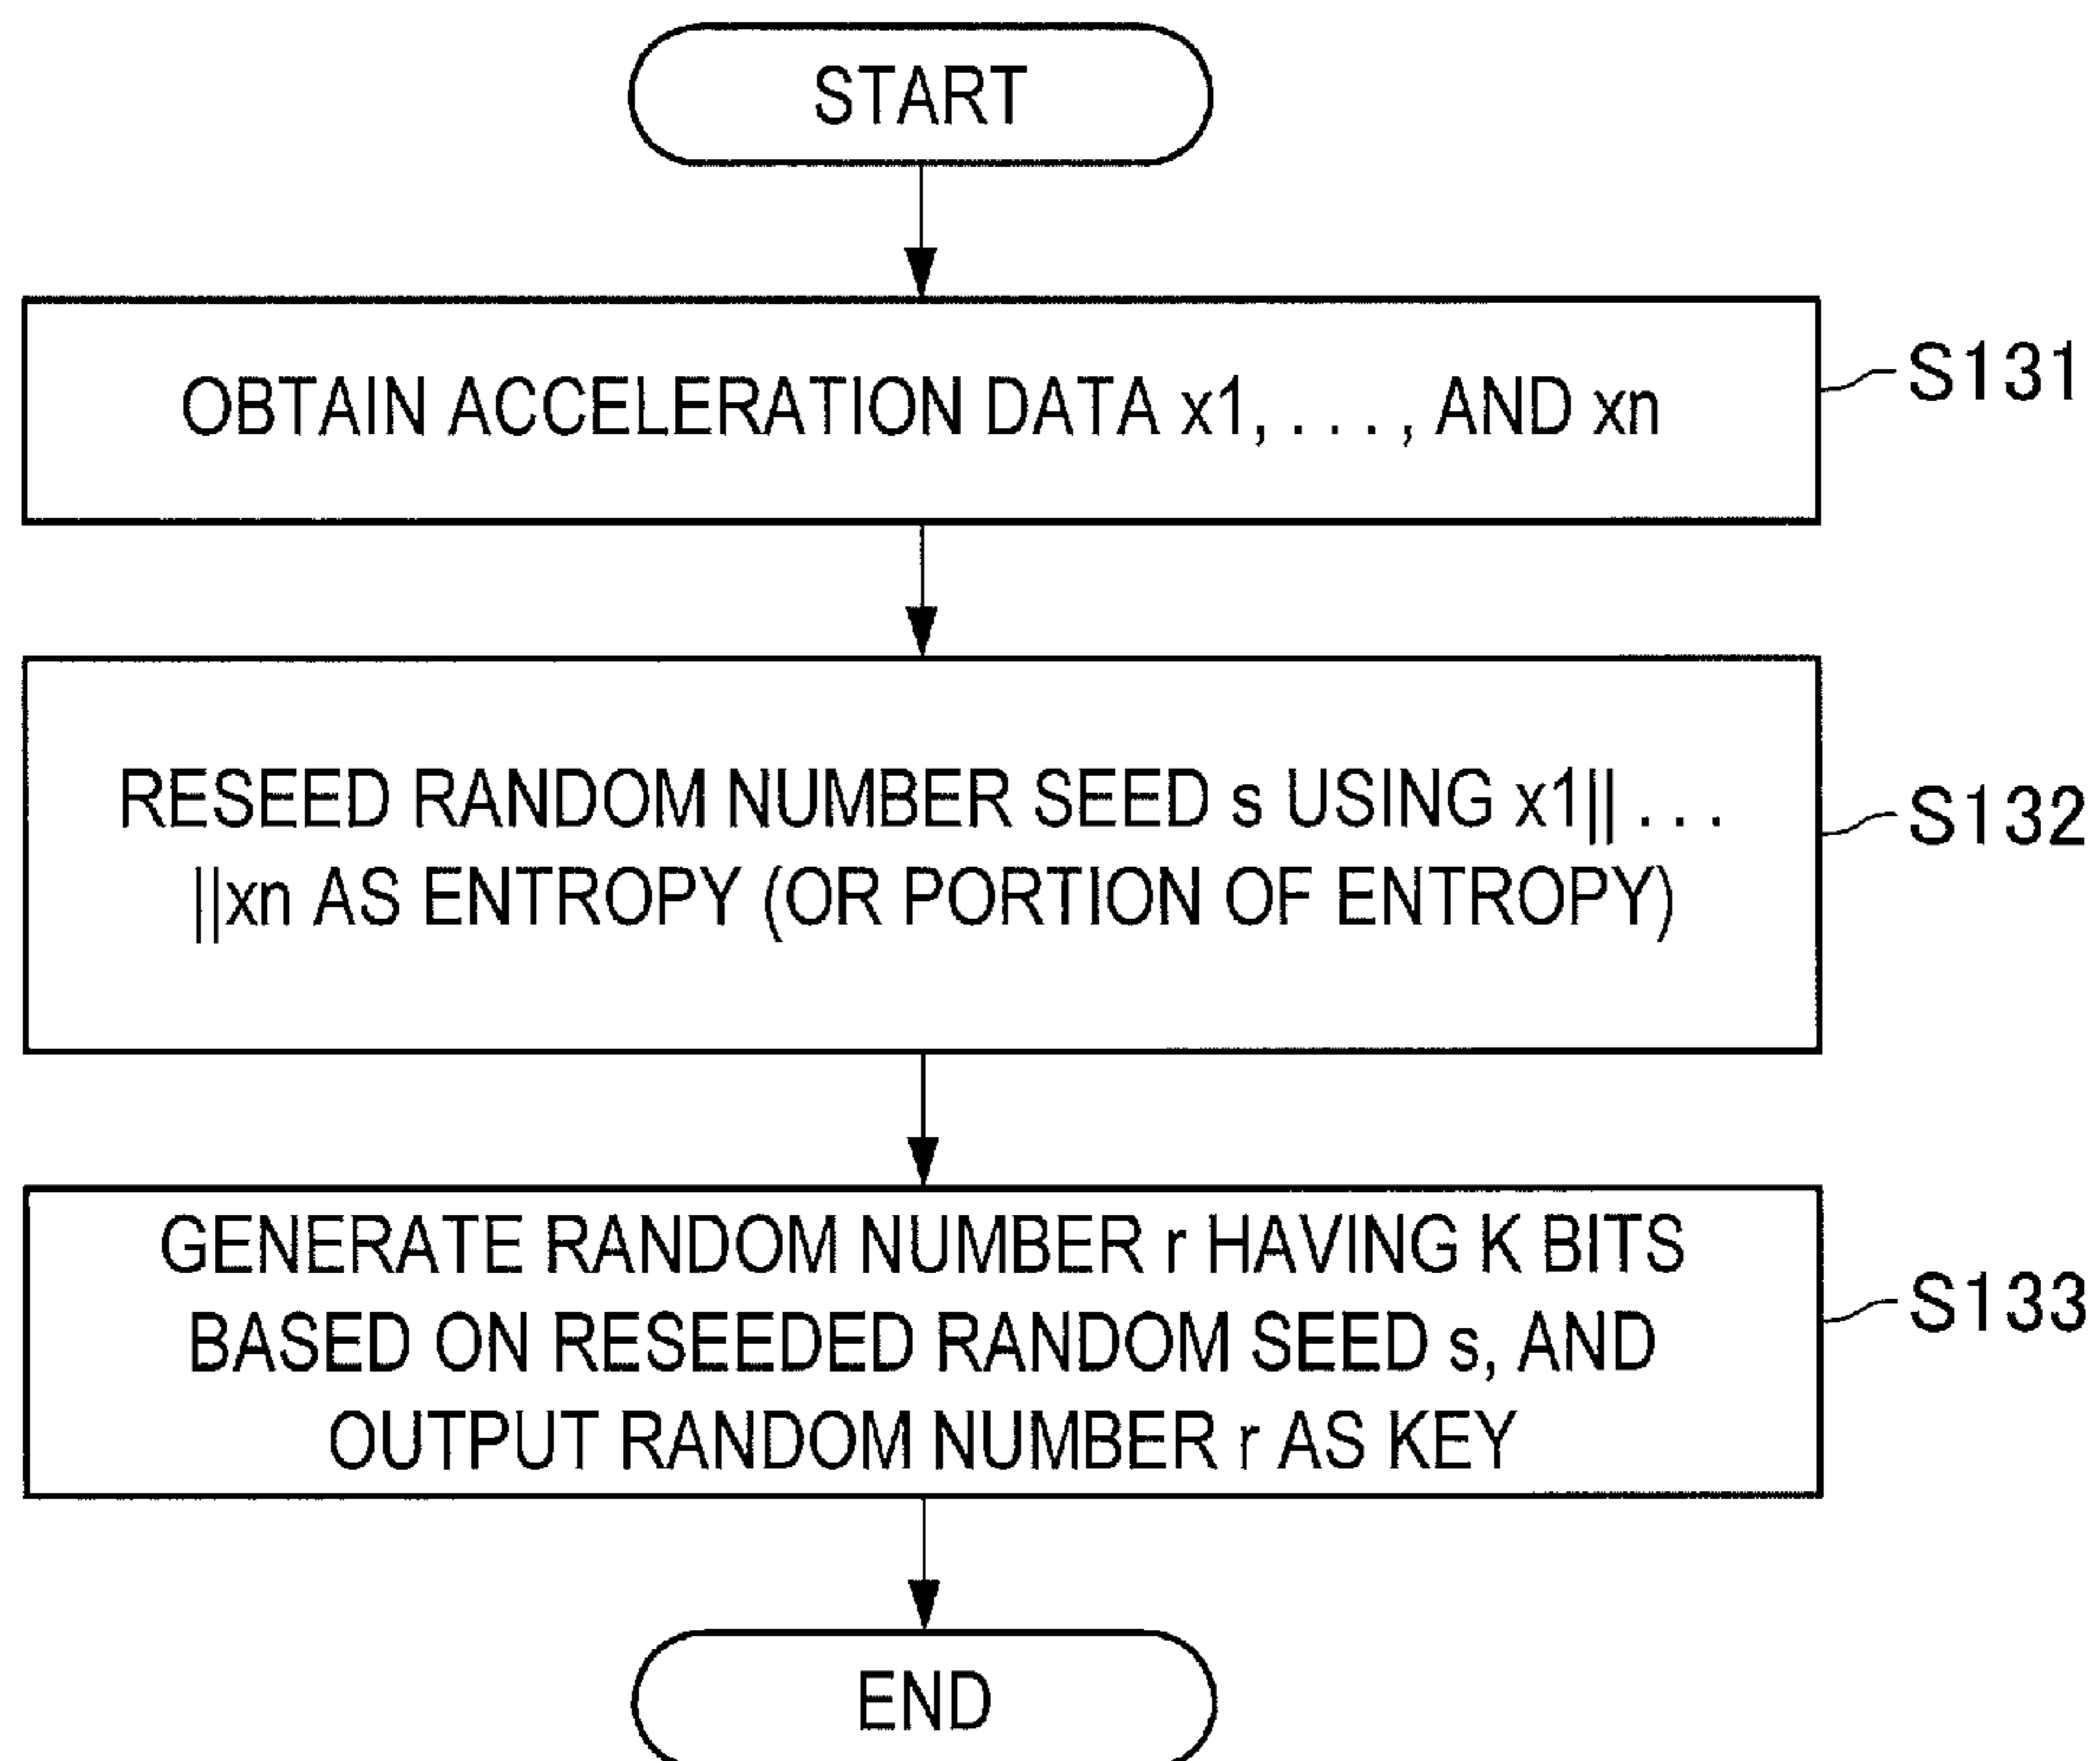 START
OBTAIN ACCELERATION DATA x1, . . . , AND xn
S131
RESEED RANDOM NUMBER SEED s USING x1|| . . .
||xn AS ENTROPY (OR PORTION OF ENTROPY)
S132
GENERATE RANDOM NUMBER r HAVING K BITS
BASED ON RESEEDED RANDOM SEED s, AND
OUTPUT RANDOM NUMBER r AS KEY
S133
END